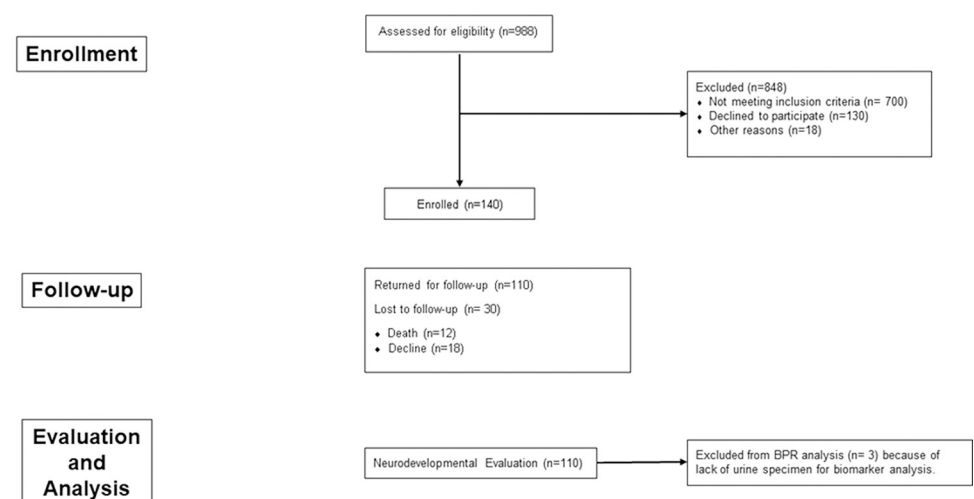 Assessed for eligibility (n=988)
Enrollment
Excluded (n=848)
♦ Not meeting inclusion criteria (n= 700)
♦ Declined to participate (n=130)
♦ Other reasons (n=18)
Enrolled (n=140)
Follow-up
Returned for follow-up (n=110)
Lost to follow-up (n= 30)
♦ Death (n=12)
♦ Decline (n=18)
Evaluation
and
Analysis
Neurodevelopmental Evaluation (n=110)
Excluded from BPR analysis (n= 3) because of
lack of urine specimen for biomarker analysis.